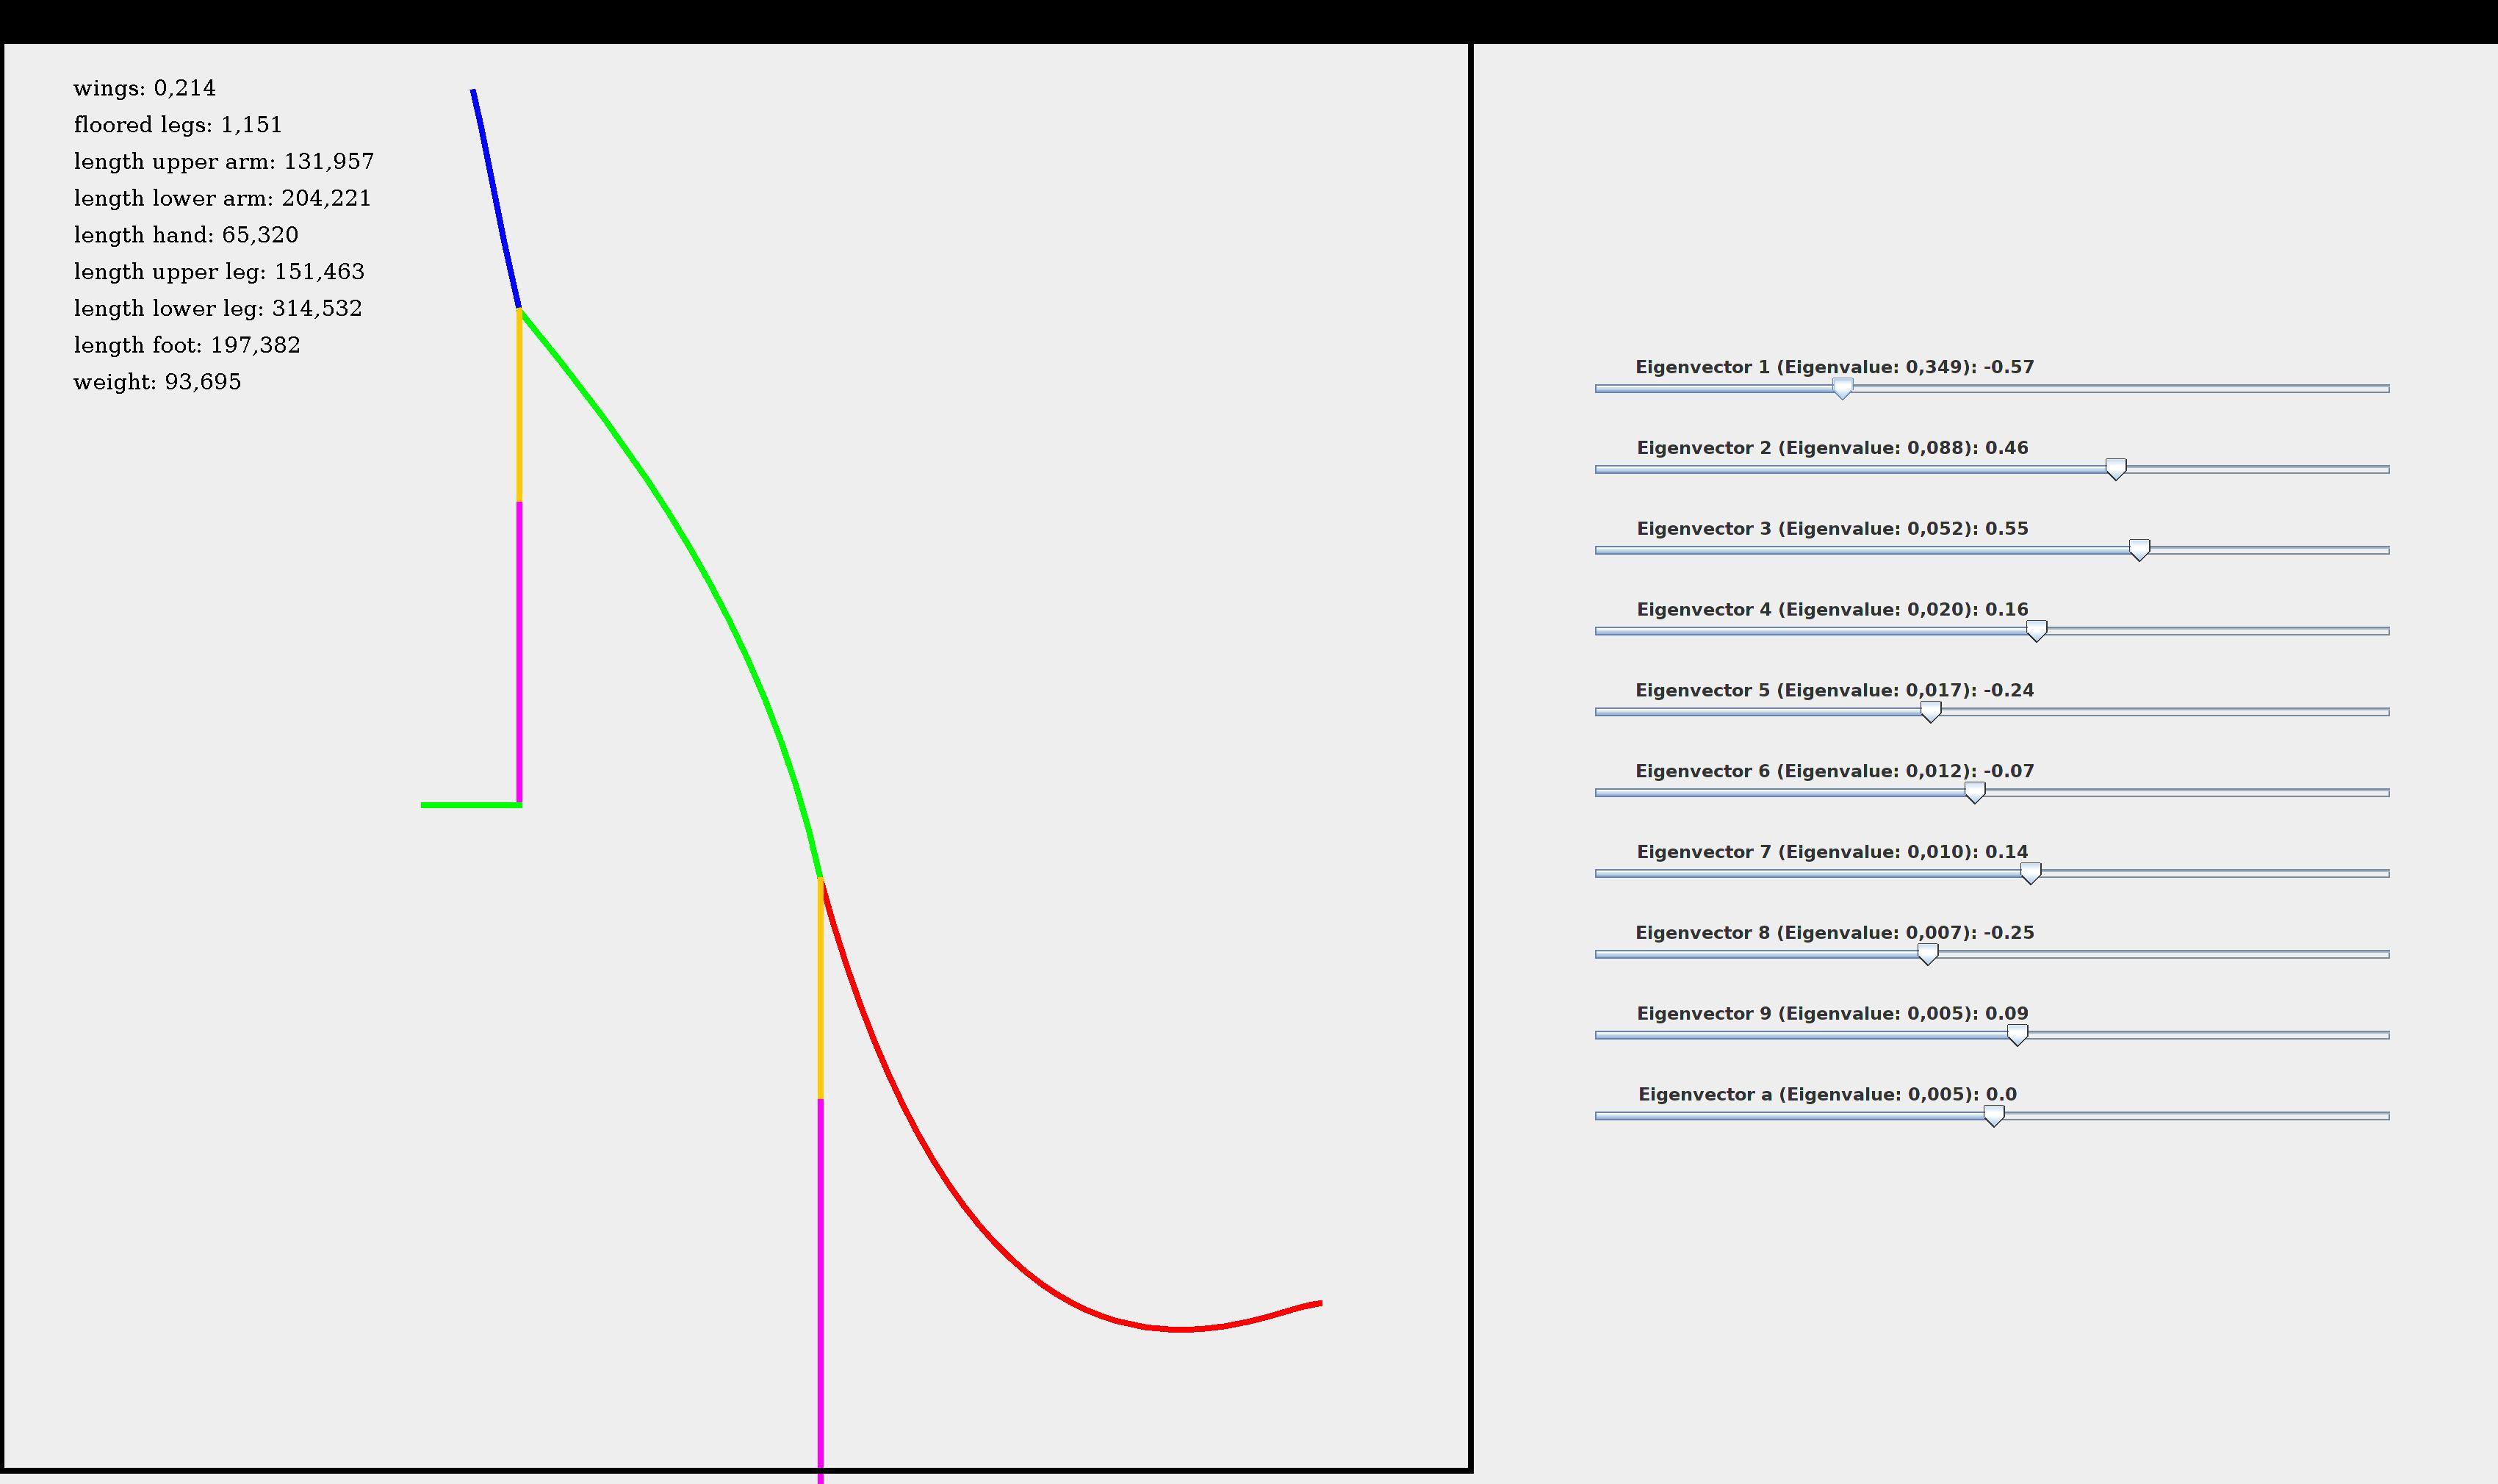 wings: 0,214
floored legs: 1,151
length upper arm: 131,957
length lower arm: 204,221
length hand: 65,320
length upper leg: 151,463
length lower leg: 314,532
length foot: 197,382
weight: 93,695
Eigenvector 1 (Eigenvalue: 0,349): -0.57
Eigenvector 2 (Eigenvalue: 0,088): 0.46
Eigenvector 3 (Eigenvalue: 0,052): 0.55
Eigenvector 4 (Eigenvalue: 0,020): 0.16
Eigenvector 5 (Eigenvalue: 0,017): -0.24
Eigenvector 6 (Eigenvalue: 0,012): -0.07
Eigenvector 7 (Eigenvalue: 0,010): 0.14
Eigenvector 8 (Eigenvalue: 0,007): -0.25
Eigenvector 9 (Eigenvalue: 0,005): 0.09
Eigenvector a (Eigenvalue: 0,005): 0.0